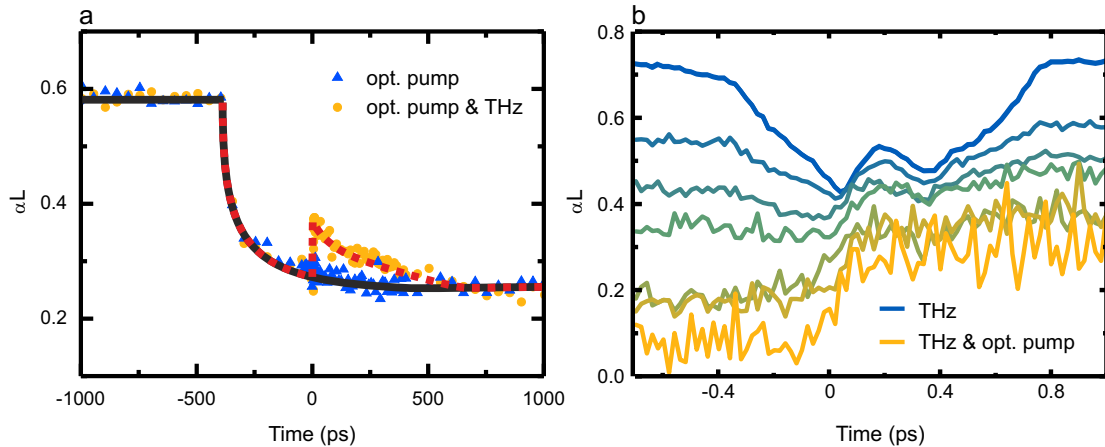 a
b
αL
0.6
0.4
0.2
-1000
-500
0
500
1000
Time (ps)
opt. pump
opt. pump & THz
αL
0.8
0.6
0.4
0.2
0.0
-0.4
0
0.4
0.8
Time (ps)
THz
THz & opt. pump